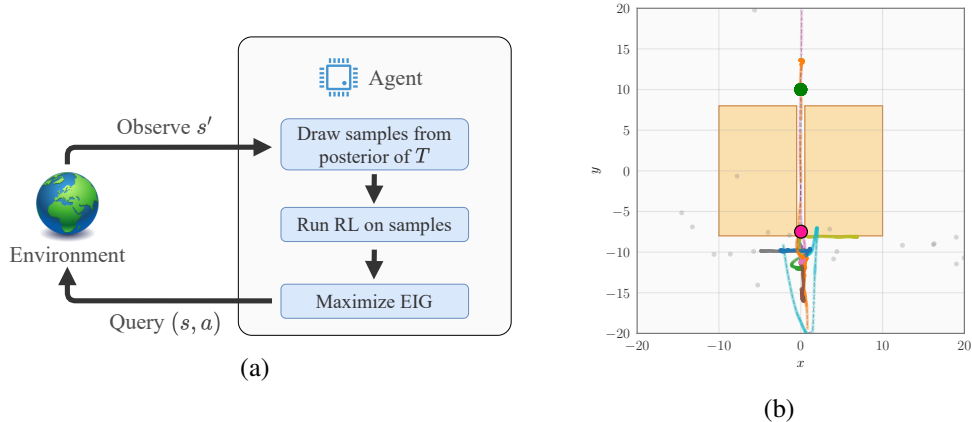 Agent
Observe s′
Draw samples from
posterior of T
Run RL on samples
Environment
Maximize EIG
Query (s, a)
(a)
20
15
10
5
0
−5
−10
−15
−20
y
−20
−10
0
10
20
x
(b)